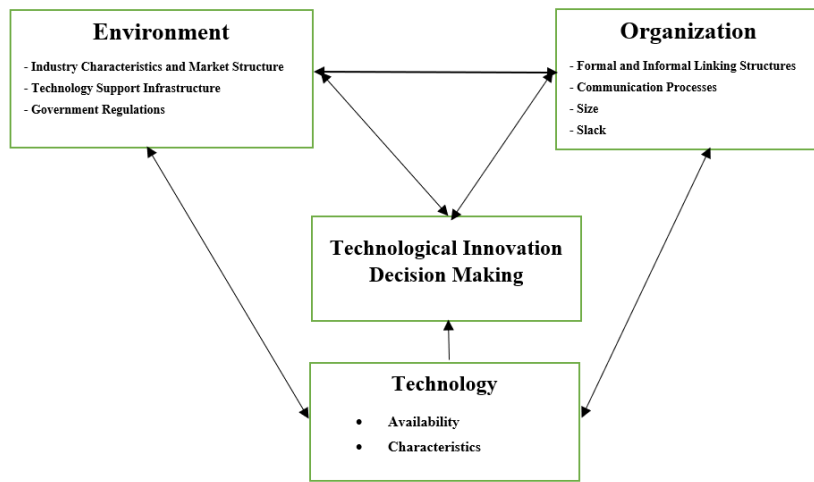 Environment
- Industry Characteristics and Market Structure
- Technology Support Infrastructure
- Government Regulations
Organization
- Formal and Informal Linking Structures
- Communication Processes
- Size
- Slack
Technological Innovation
Decision Making
Technology
• Availability
• Characteristics